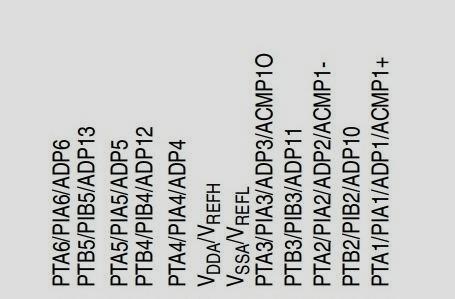 PTA6/PIA6/ADP6
PTB5/PIB5/ADP13
PTA5/PIA5/ADP5
PTB4/PIB4/ADP12
PTA4/PIA4/ADP4
VDDA/VREFH
VSSA/VREFL
PTA3/PIA3/ADP3/ACMP1O
PTB3/PIB3/ADP11
PTA2/PIA2/ADP2/ACMP1-
PTB2/PIB2/ADP10
PTA1/PIA1/ADP1/ACMP1+